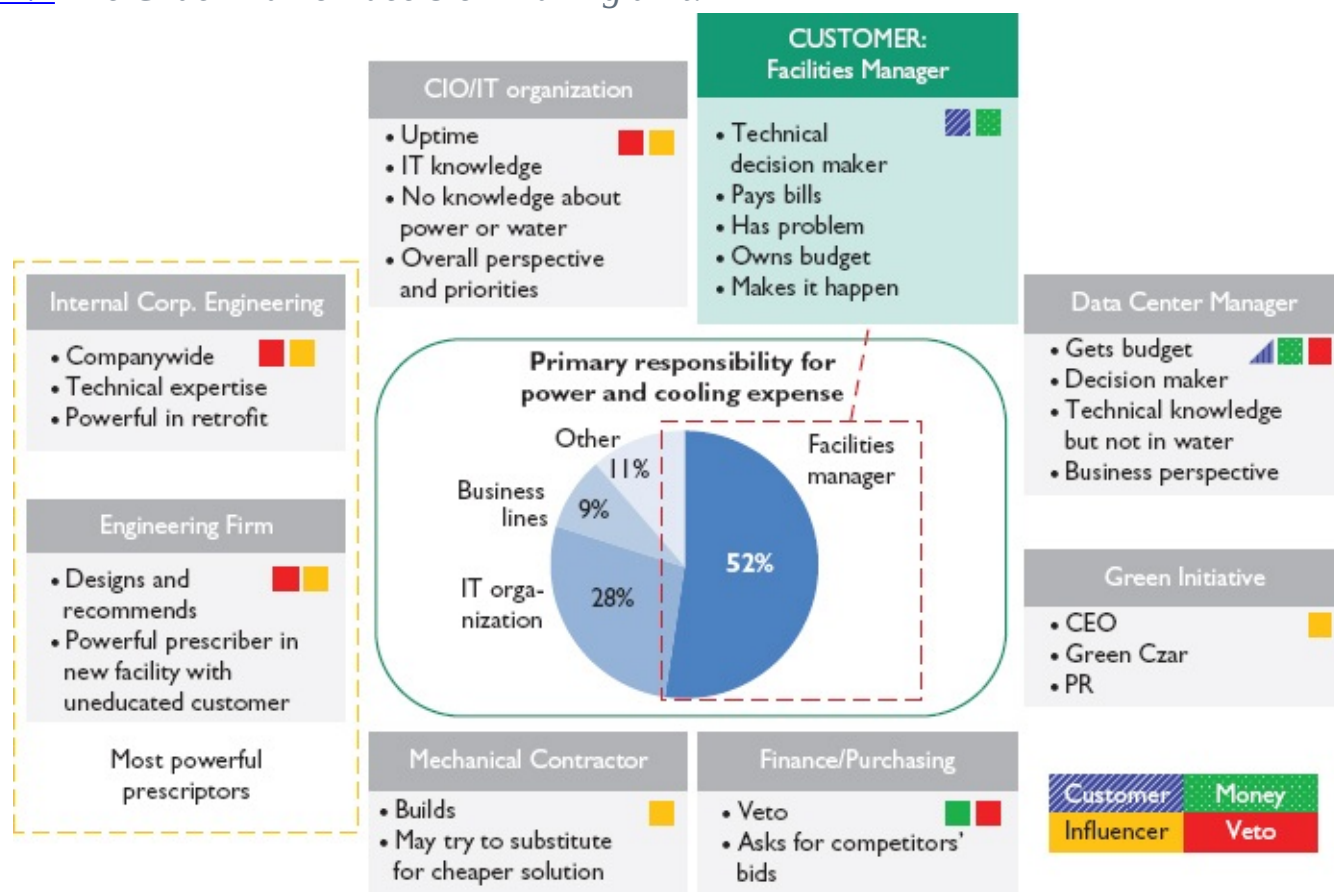 CIO/IT organization
• Uptime
• IT knowledge
• No knowledge about
power or water
• Overall perspective
and priorities
CUSTOMER:
Facilities Manager
• Technical
decision maker
• Pays bills
• Has problem
• Owns budget
• Makes it happen
Internal Corp. Engineering
• Companywide
• Technical expertise
• Powerful in retrofit
Engineering Firm
• Designs and
recommends
• Powerful prescriber in
new facility with
uneducated customer
Most powerful
prescriptors
Primary responsibility for
power and cooling expense
Other
11%
Business
lines
9%
IT orga-
nization
28%
52%
Facilities
manager
Data Center Manager
• Gets budget
• Decision maker
• Technical knowledge
but not in water
• Business perspective
Green Initiative
• CEO
• Green Czar
• PR
Mechanical Contractor
• Builds
• May try to substitute
for cheaper solution
Finance/Purchasing
• Veto
• Asks for competitors'
bids
Customer Money
Influencer Veto